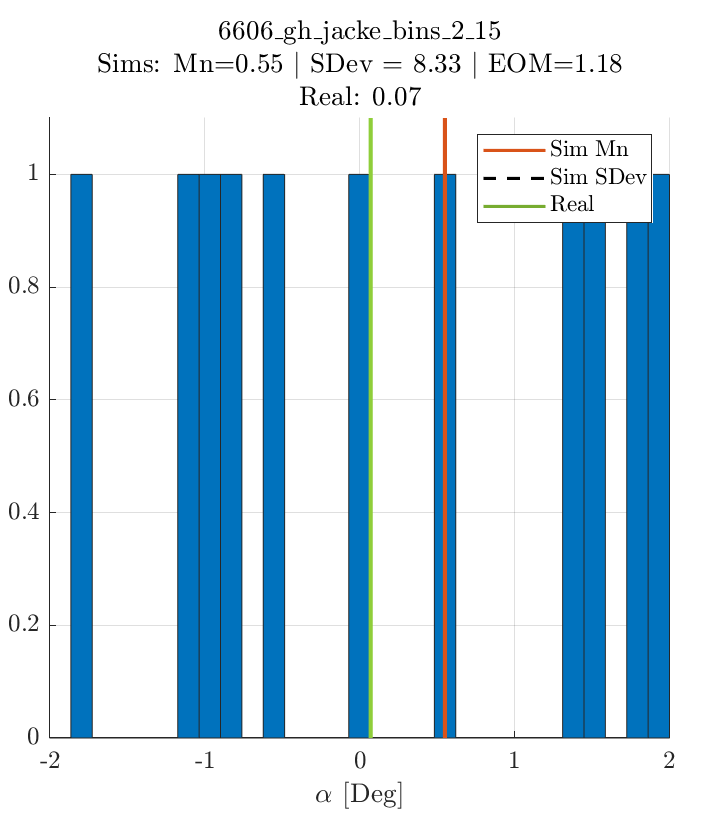 6606_gh_jacke_bins_2_15
Sims: Mn=0.55 | SDev = 8.33 | EOM=1.18
Real: 0.07
Sim Mn
Sim SDev
Real
1
0.8
0.6
0.4
0.2
0
-2 -1 0 1 2
α [Deg]